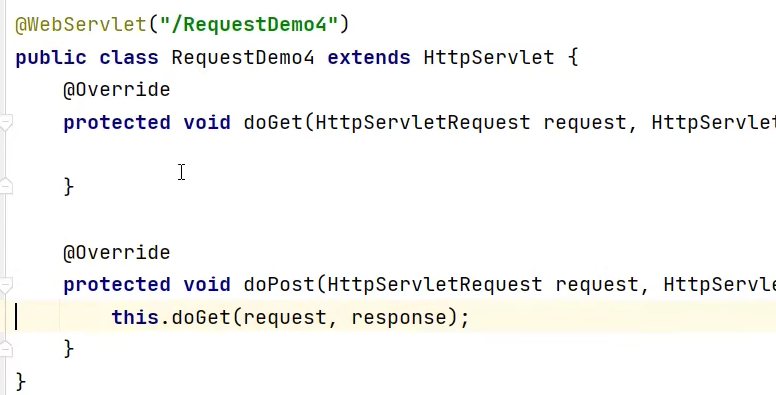 @WebServlet("/RequestDemo4")
public class RequestDemo4 extends HttpServlet {
@Override
protected void doGet(HttpServletRequest request, HttpServlet
}
@Override
protected void doPost(HttpServletRequest request, HttpServle
this.doGet(request, response);
}
}